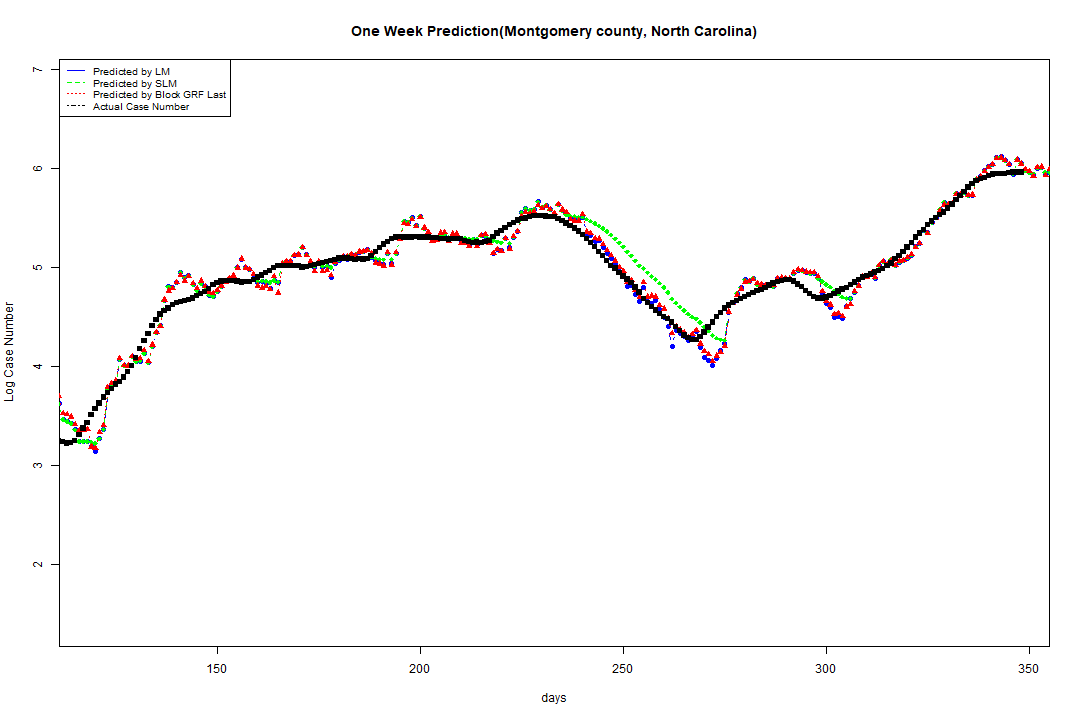 One Week Prediction(Montgomery county, North Carolina)
Predicted by LM
Predicted by SLM
Predicted by Block GRF Last
Actual Case Number
Log Case Number
7
6
5
4
3
2
150 200 250 300 350
days